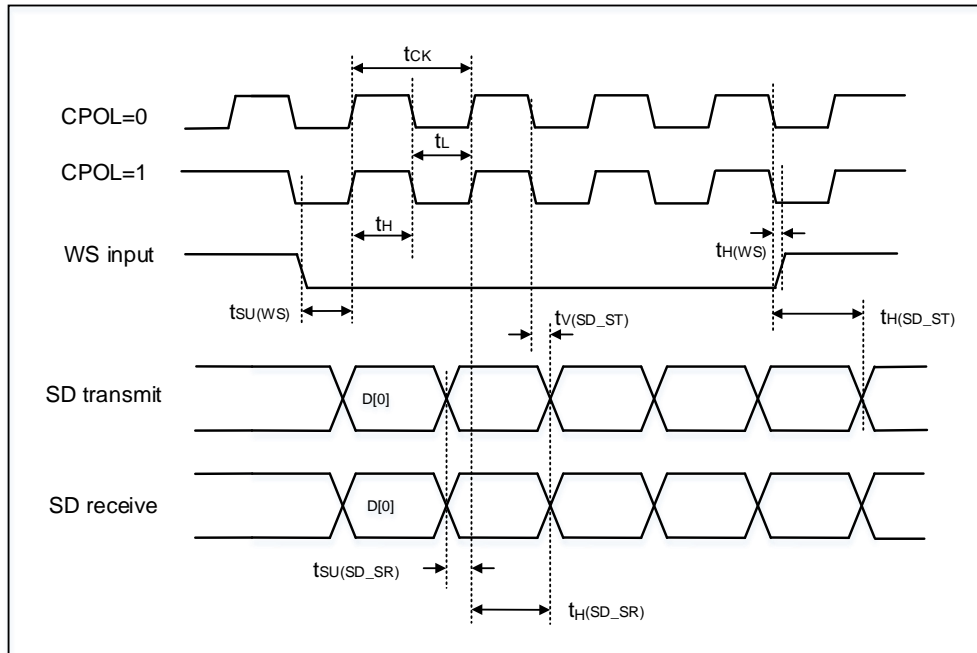 tCK
CPOL=0
tL
CPOL=1
tH
tH(WS)
WS input
tSU(WS)
tV(SD_ST)
tH(SD_ST)
SD transmit
D[0]
SD receive
D[0]
tSU(SD_SR)
tH(SD_SR)